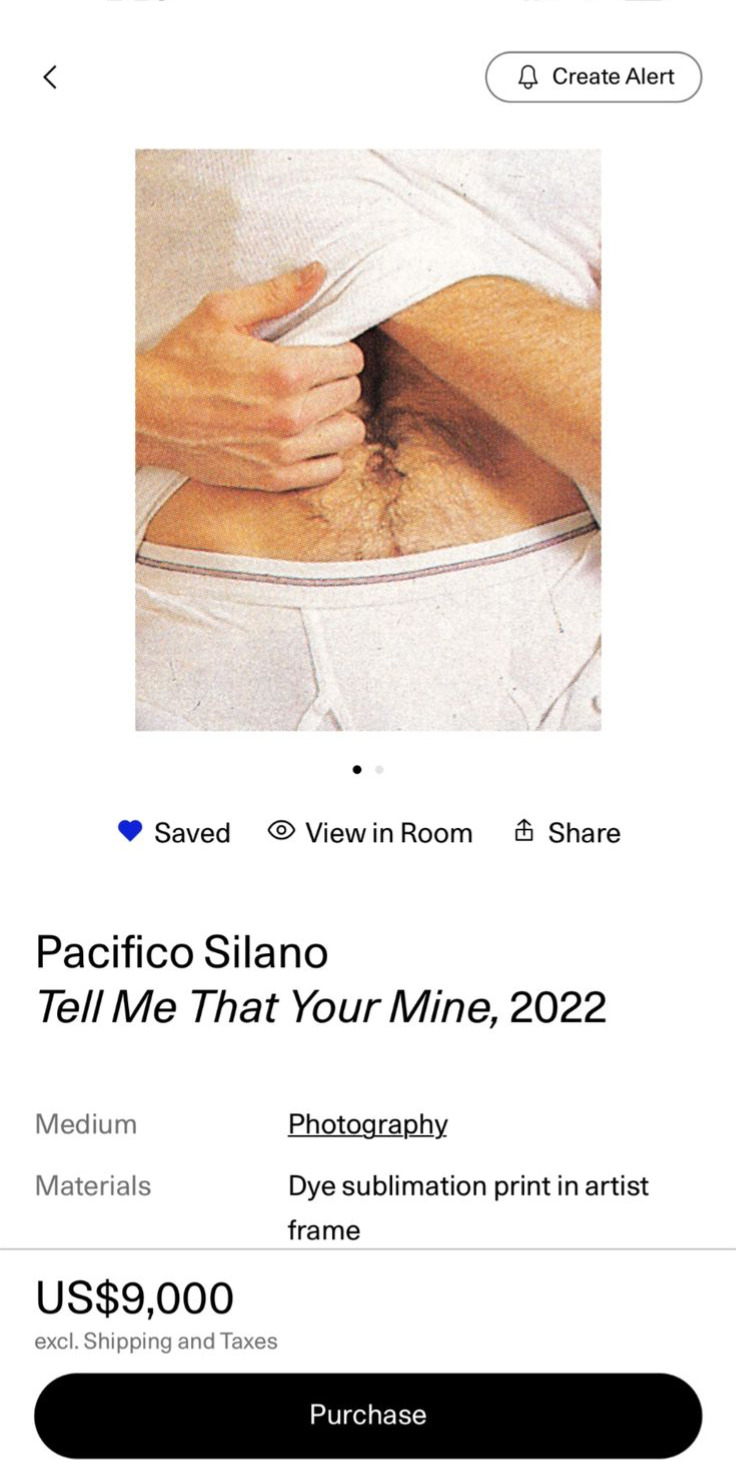 Create Alert
Saved
View in Room
Share
Pacifico Silano
Tell Me That Your Mine, 2022
Medium
Photography
Materials
Dye sublimation print in artist
frame
US$9,000
excl. Shipping and Taxes
Purchase